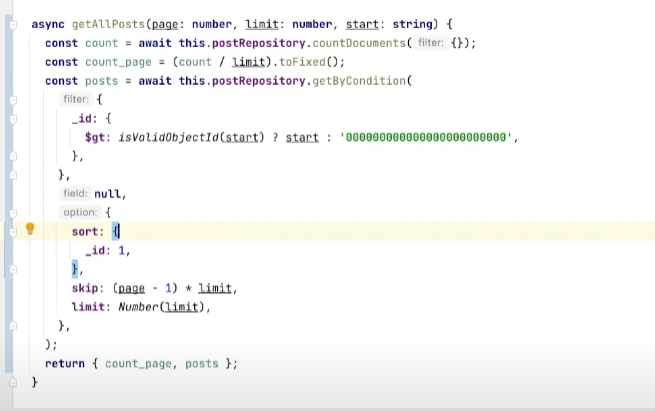 async getAllPosts(page: number, limit: number, start: string) {
const count = await this.postRepository.countDocuments( filter: {});
const count_page = (count / limit).toFixed();
const posts = await this.postRepository.getByCondition(
filter: {
_id: {
$gt: isValidObjectId(start) ? start : '000000000000000000000000',
},
},
field: null,
option: {
sort: {
_id: 1,
},
skip: (page - 1) * limit,
limit: Number(limit),
},
);
return { count_page, posts };
}